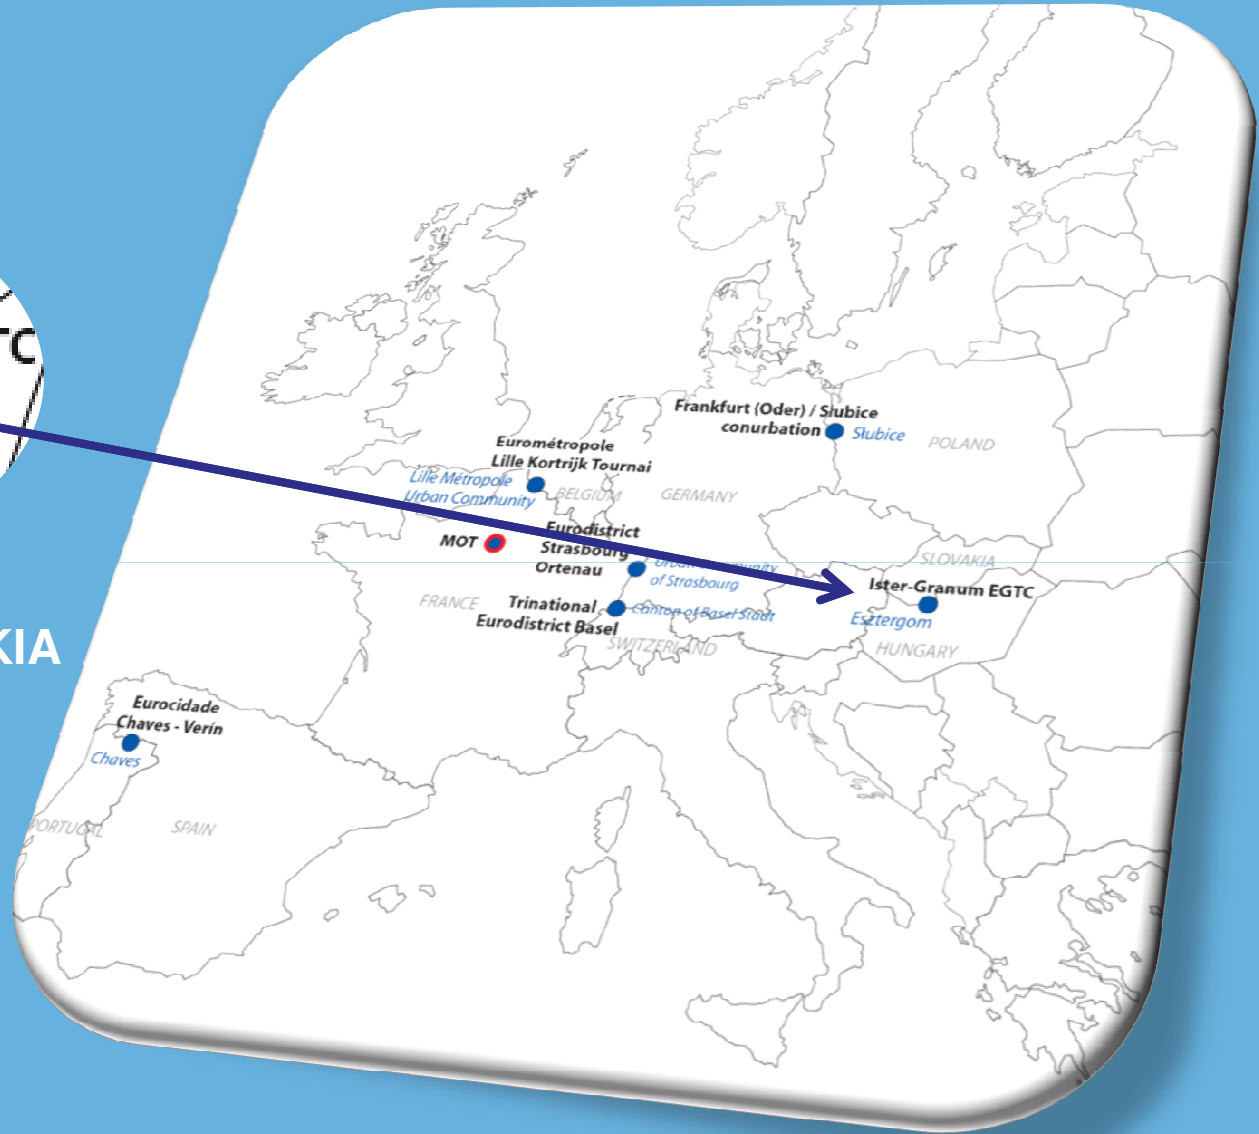 TC
KIA
Frankfurt (Oder) / Słubice
conurbation
Słubice
POLAND
Eurométropole
Lille Kortrijk Tournai
Lille Métropole
Urban Community
BELGIUM
GERMANY
MOT
Eurodistrict
Strasbourg
Ortenau
Urban Community
of Strasbourg
SLOVAKIA
Ister-Granum EGTC
Esztergom
HUNGARY
FRANCE
Trinational
Eurodistrict Basel
Canton of Basel Stadt
SWITZERLAND
Eurocidade
Chaves - Verín
Chaves
PORTUGAL
SPAIN